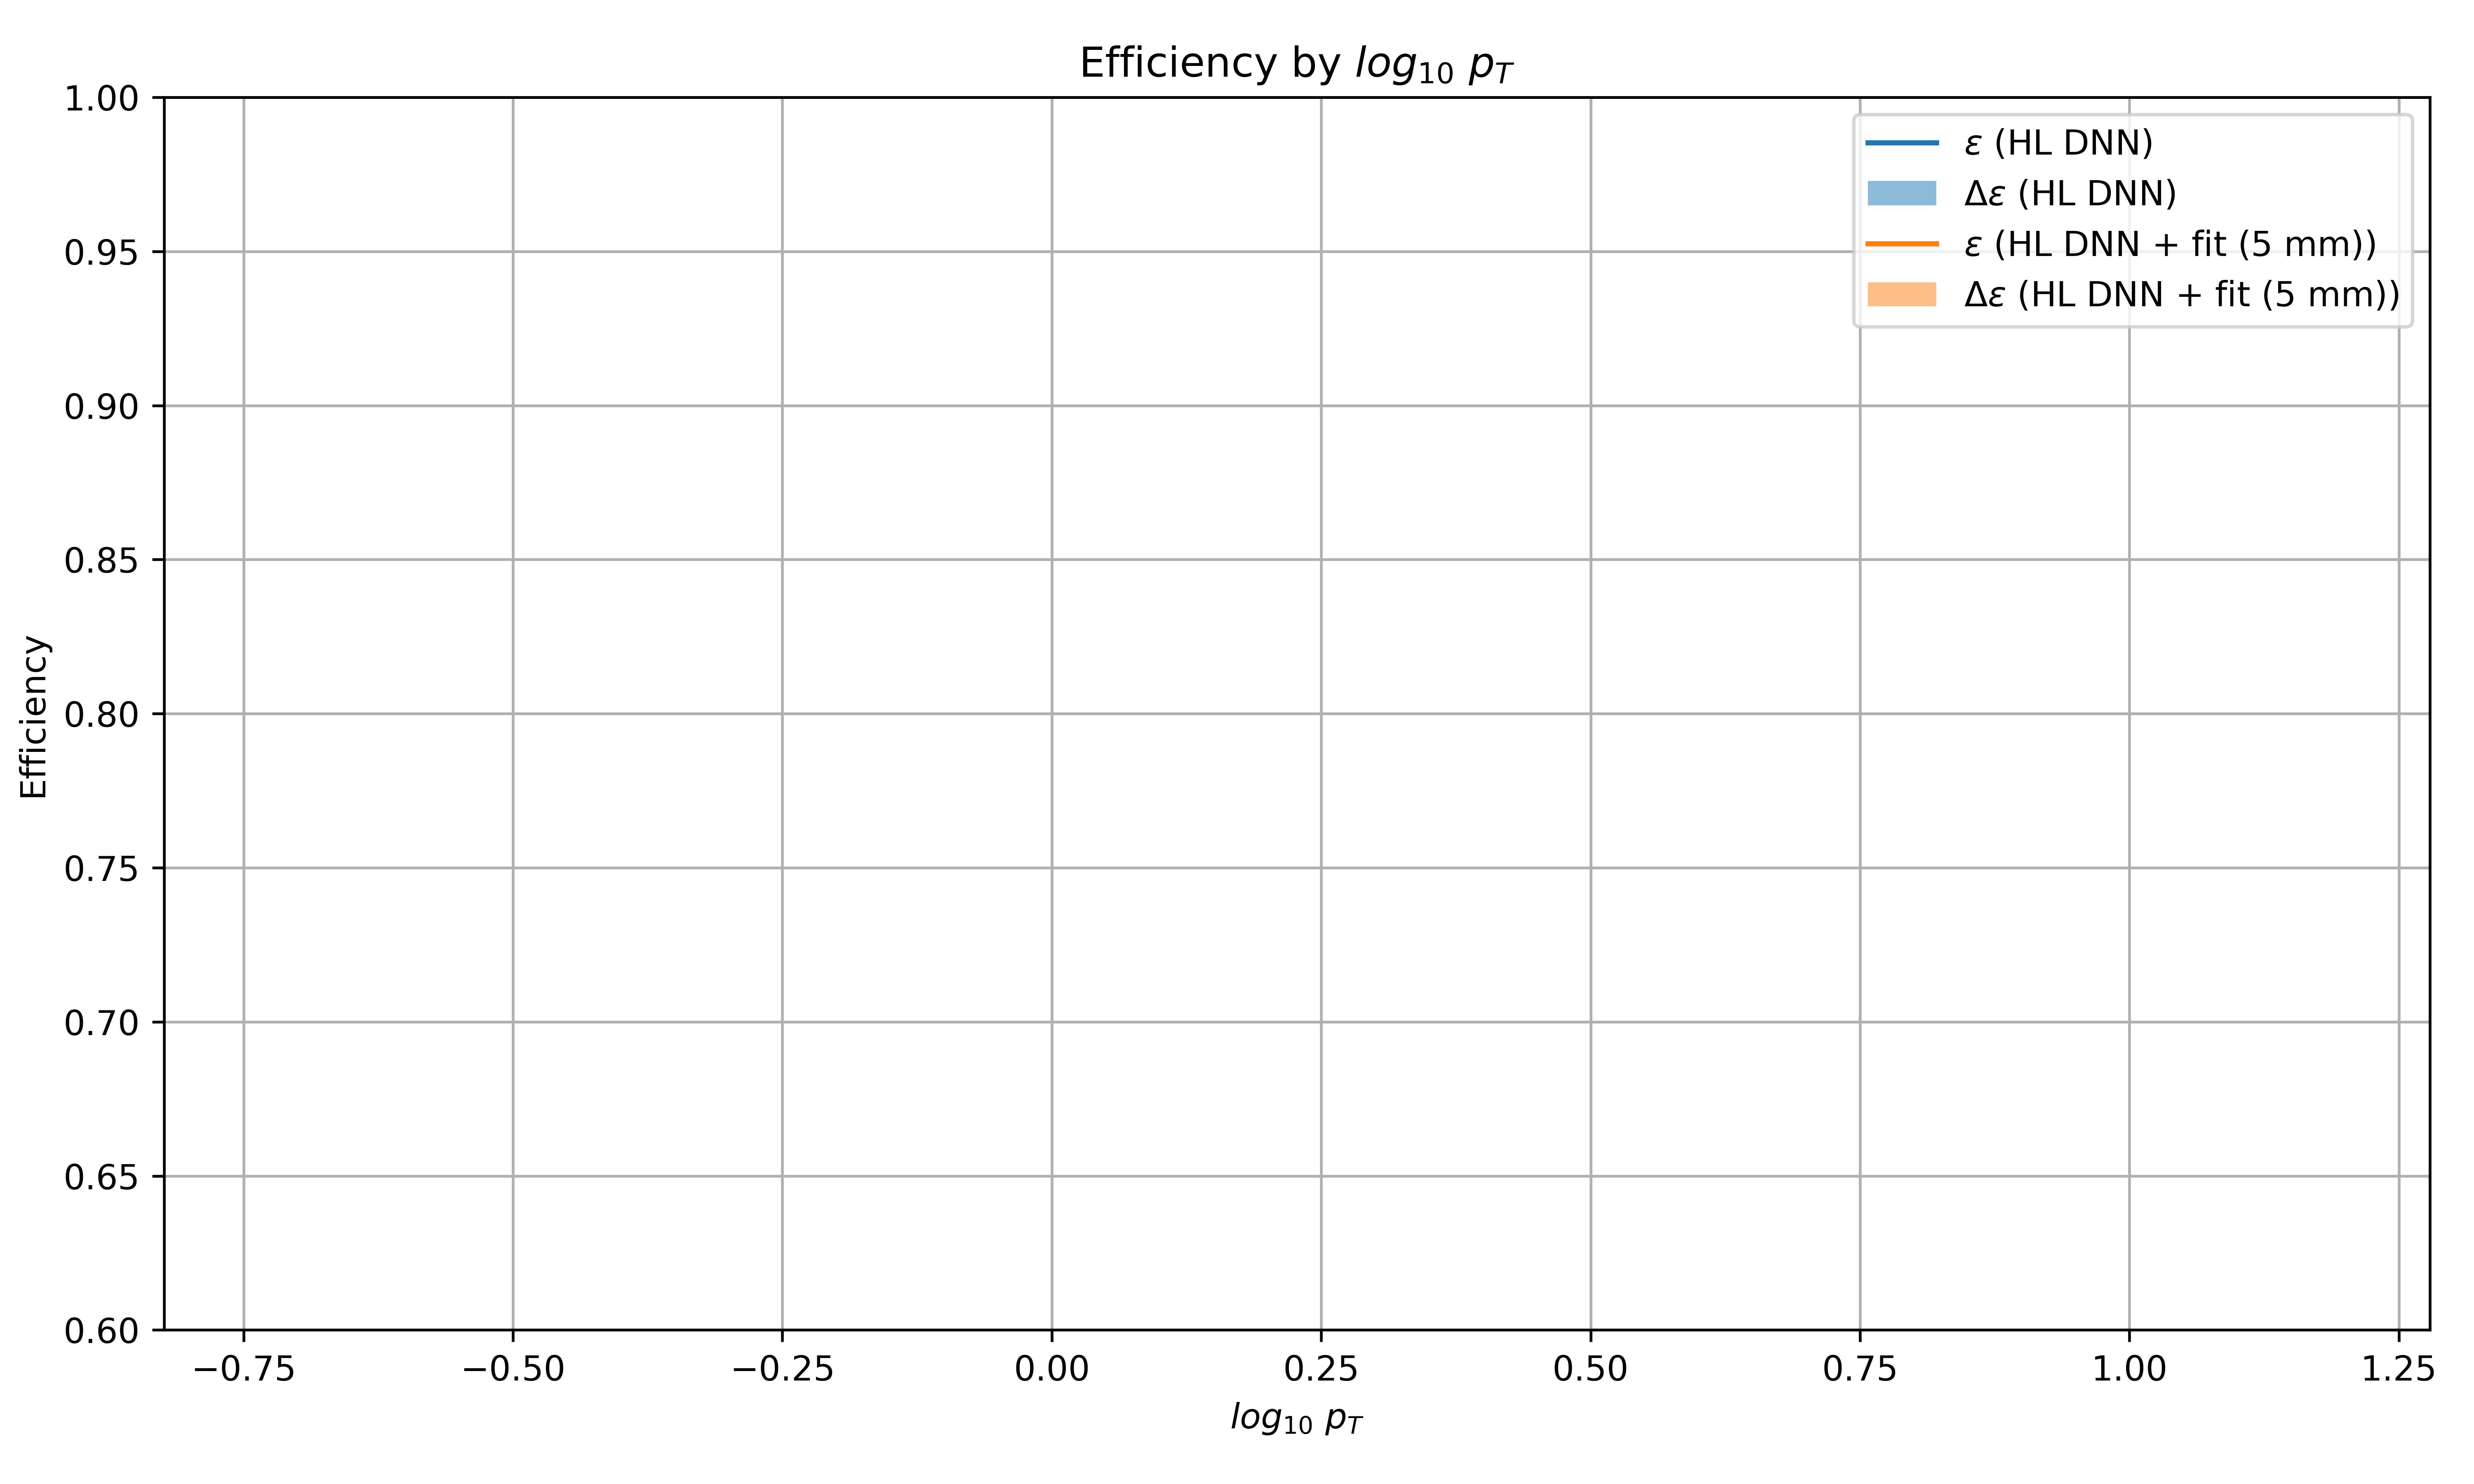 Efficiency by log₁₀ p_T
1.00
0.95
0.90
0.85
0.80
0.75
0.70
0.65
0.60
Efficiency
ε (HL DNN)
Δε (HL DNN)
ε (HL DNN + fit (5 mm))
Δε (HL DNN + fit (5 mm))
−0.75 −0.50 −0.25 0.00 0.25 0.50 0.75 1.00 1.25
log₁₀ p_T